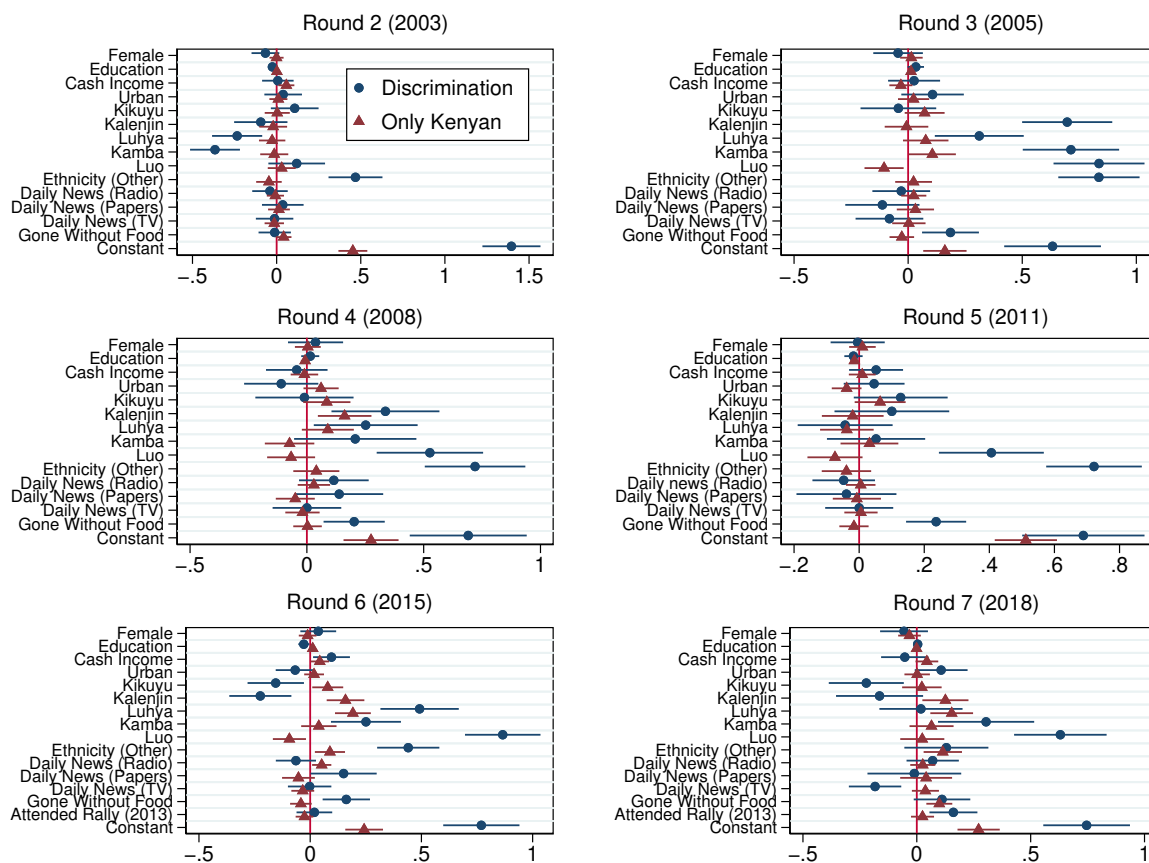 Round 2 (2003)
Female
Education
Cash Income
Urban
Kikuyu
Kalenjin
Luhya
Kamba
Luo
Ethnicity (Other)
Daily News (Radio)
Daily News (Papers)
Daily News (TV)
Gone Without Food
Constant
Discrimination
Only Kenyan
-.5 0 .5 1 1.5
Round 3 (2005)
Female
Education
Cash Income
Urban
Kikuyu
Kalenjin
Luhya
Kamba
Luo
Ethnicity (Other)
Daily News (Radio)
Daily News (Papers)
Daily News (TV)
Gone Without Food
Constant
-.5 0 .5 1
Round 4 (2008)
Female
Education
Cash Income
Urban
Kikuyu
Kalenjin
Luhya
Kamba
Luo
Ethnicity (Other)
Daily News (Radio)
Daily News (Papers)
Daily News (TV)
Gone Without Food
Constant
-.5 0 .5 1
Round 5 (2011)
Female
Education
Cash Income
Urban
Kikuyu
Kalenjin
Luhya
Kamba
Luo
Ethnicity (Other)
Daily news (Radio)
Daily News (Papers)
Daily News (TV)
Gone Without Food
Constant
-.2 0 .2 .4 .6 .8
Round 6 (2015)
Female
Education
Cash Income
Urban
Kikuyu
Kalenjin
Luhya
Kamba
Luo
Ethnicity (Other)
Daily News (Radio)
Daily News (Papers)
Daily News (TV)
Gone Without Food
Attended Rally (2013)
Constant
-.5 0 .5 1
Round 7 (2018)
Female
Education
Cash Income
Urban
Kikuyu
Kalenjin
Luhya
Kamba
Luo
Ethnicity (Other)
Daily News (Radio)
Daily News (Papers)
Daily News (TV)
Gone Without Food
Attended Rally (2013)
Constant
-.5 0 .5 1